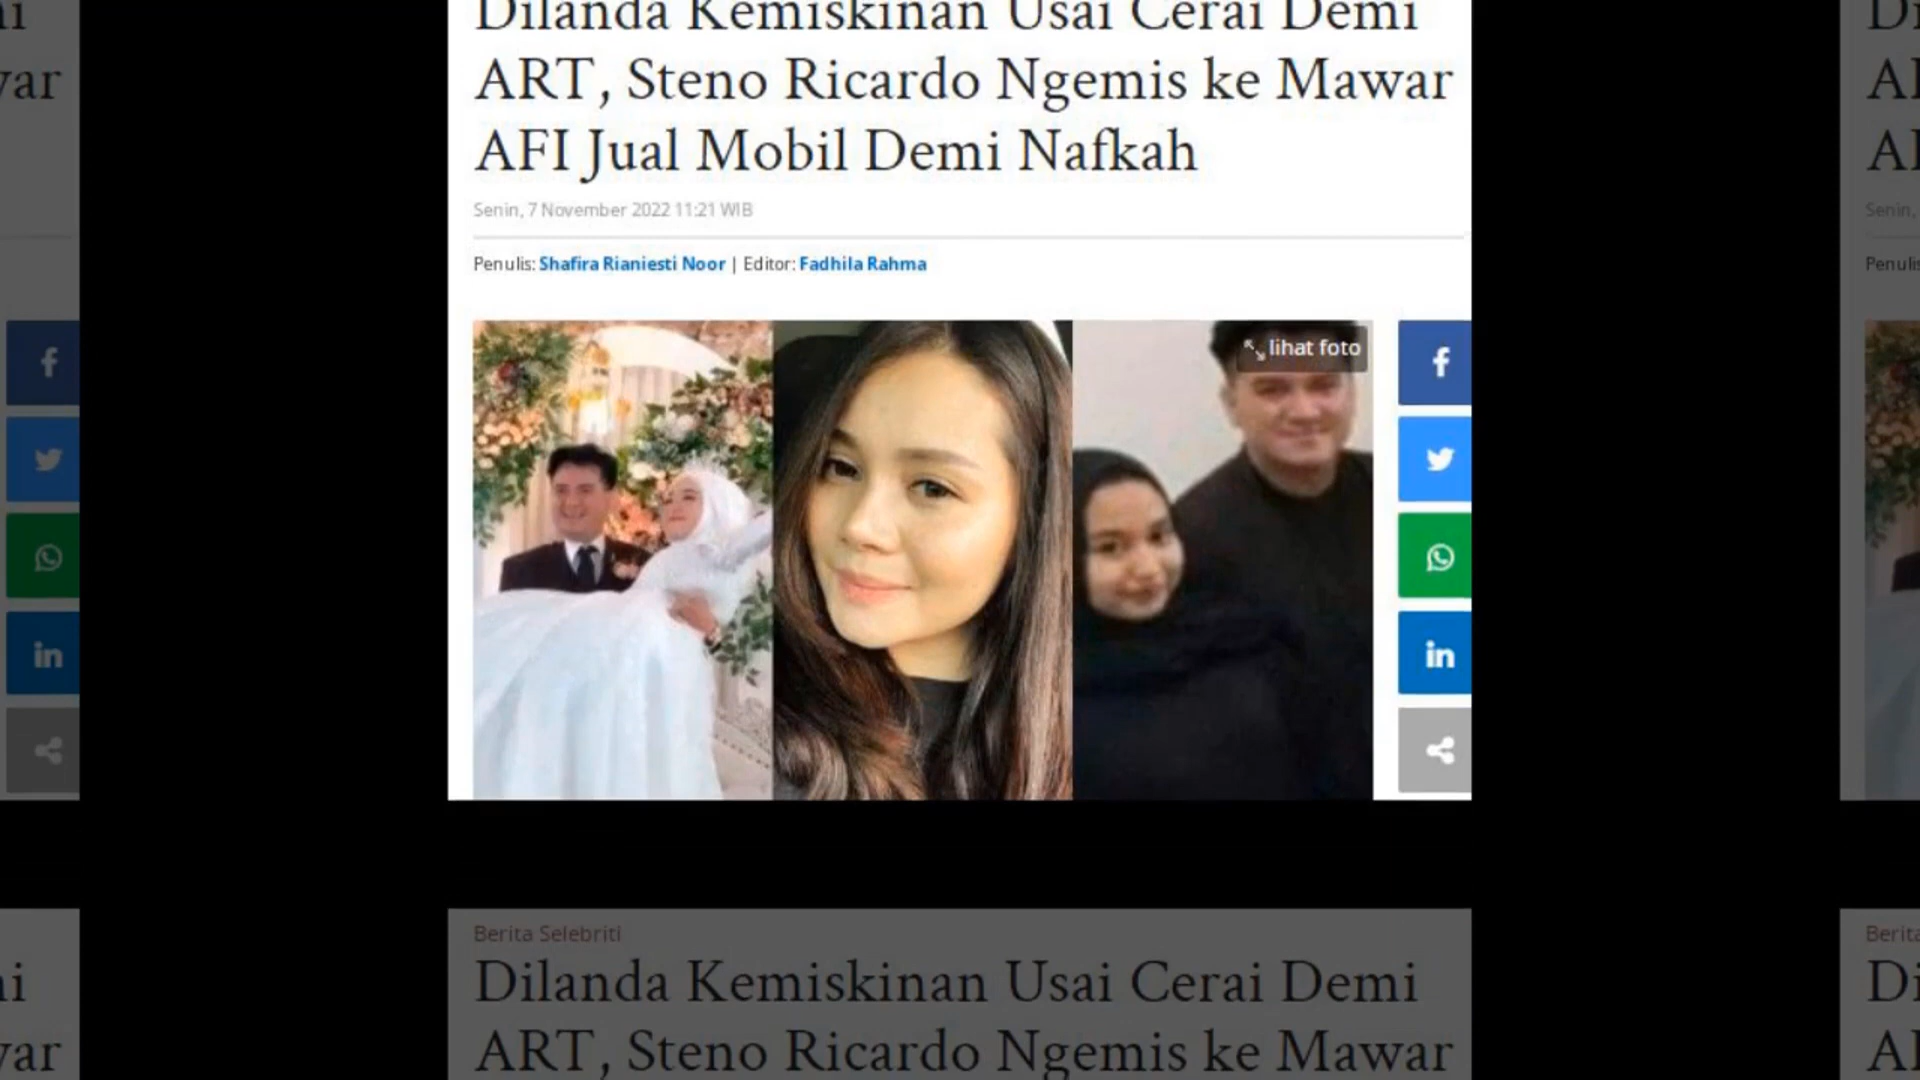 Dilanda Kemiskinan Usai Cerai Demi
ART, Steno Ricardo Ngemis ke Mawar
AFI Jual Mobil Demi Nafkah
Senin, 7 November 2022 11:21 WIB
Penulis: Shafira Rianiesti Noor | Editor: Fadhila Rahma
lihat foto
Berita Selebriti
Dilanda Kemiskinan Usai Cerai Demi
ART, Steno Ricardo Ngemis ke Mawar